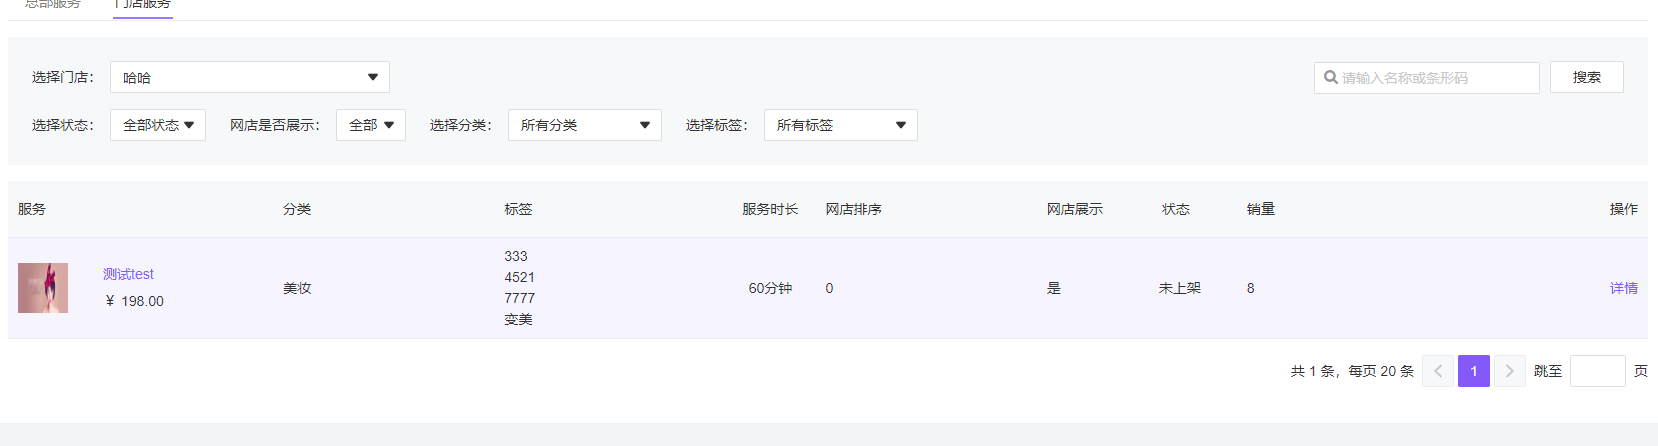 总部服务 门店服务
选择门店： 哈哈 请输入名称或条形码 搜索
选择状态： 全部状态 网店是否展示： 全部 选择分类： 所有分类 选择标签： 所有标签
服务 分类 标签 服务时长 网店排序 网店展示 状态 销量 操作
测试test
¥ 198.00
美妆
333
4521
7777
变美
60分钟 0 是 未上架 8 详情
共 1 条，每页 20 条 1 跳至 页